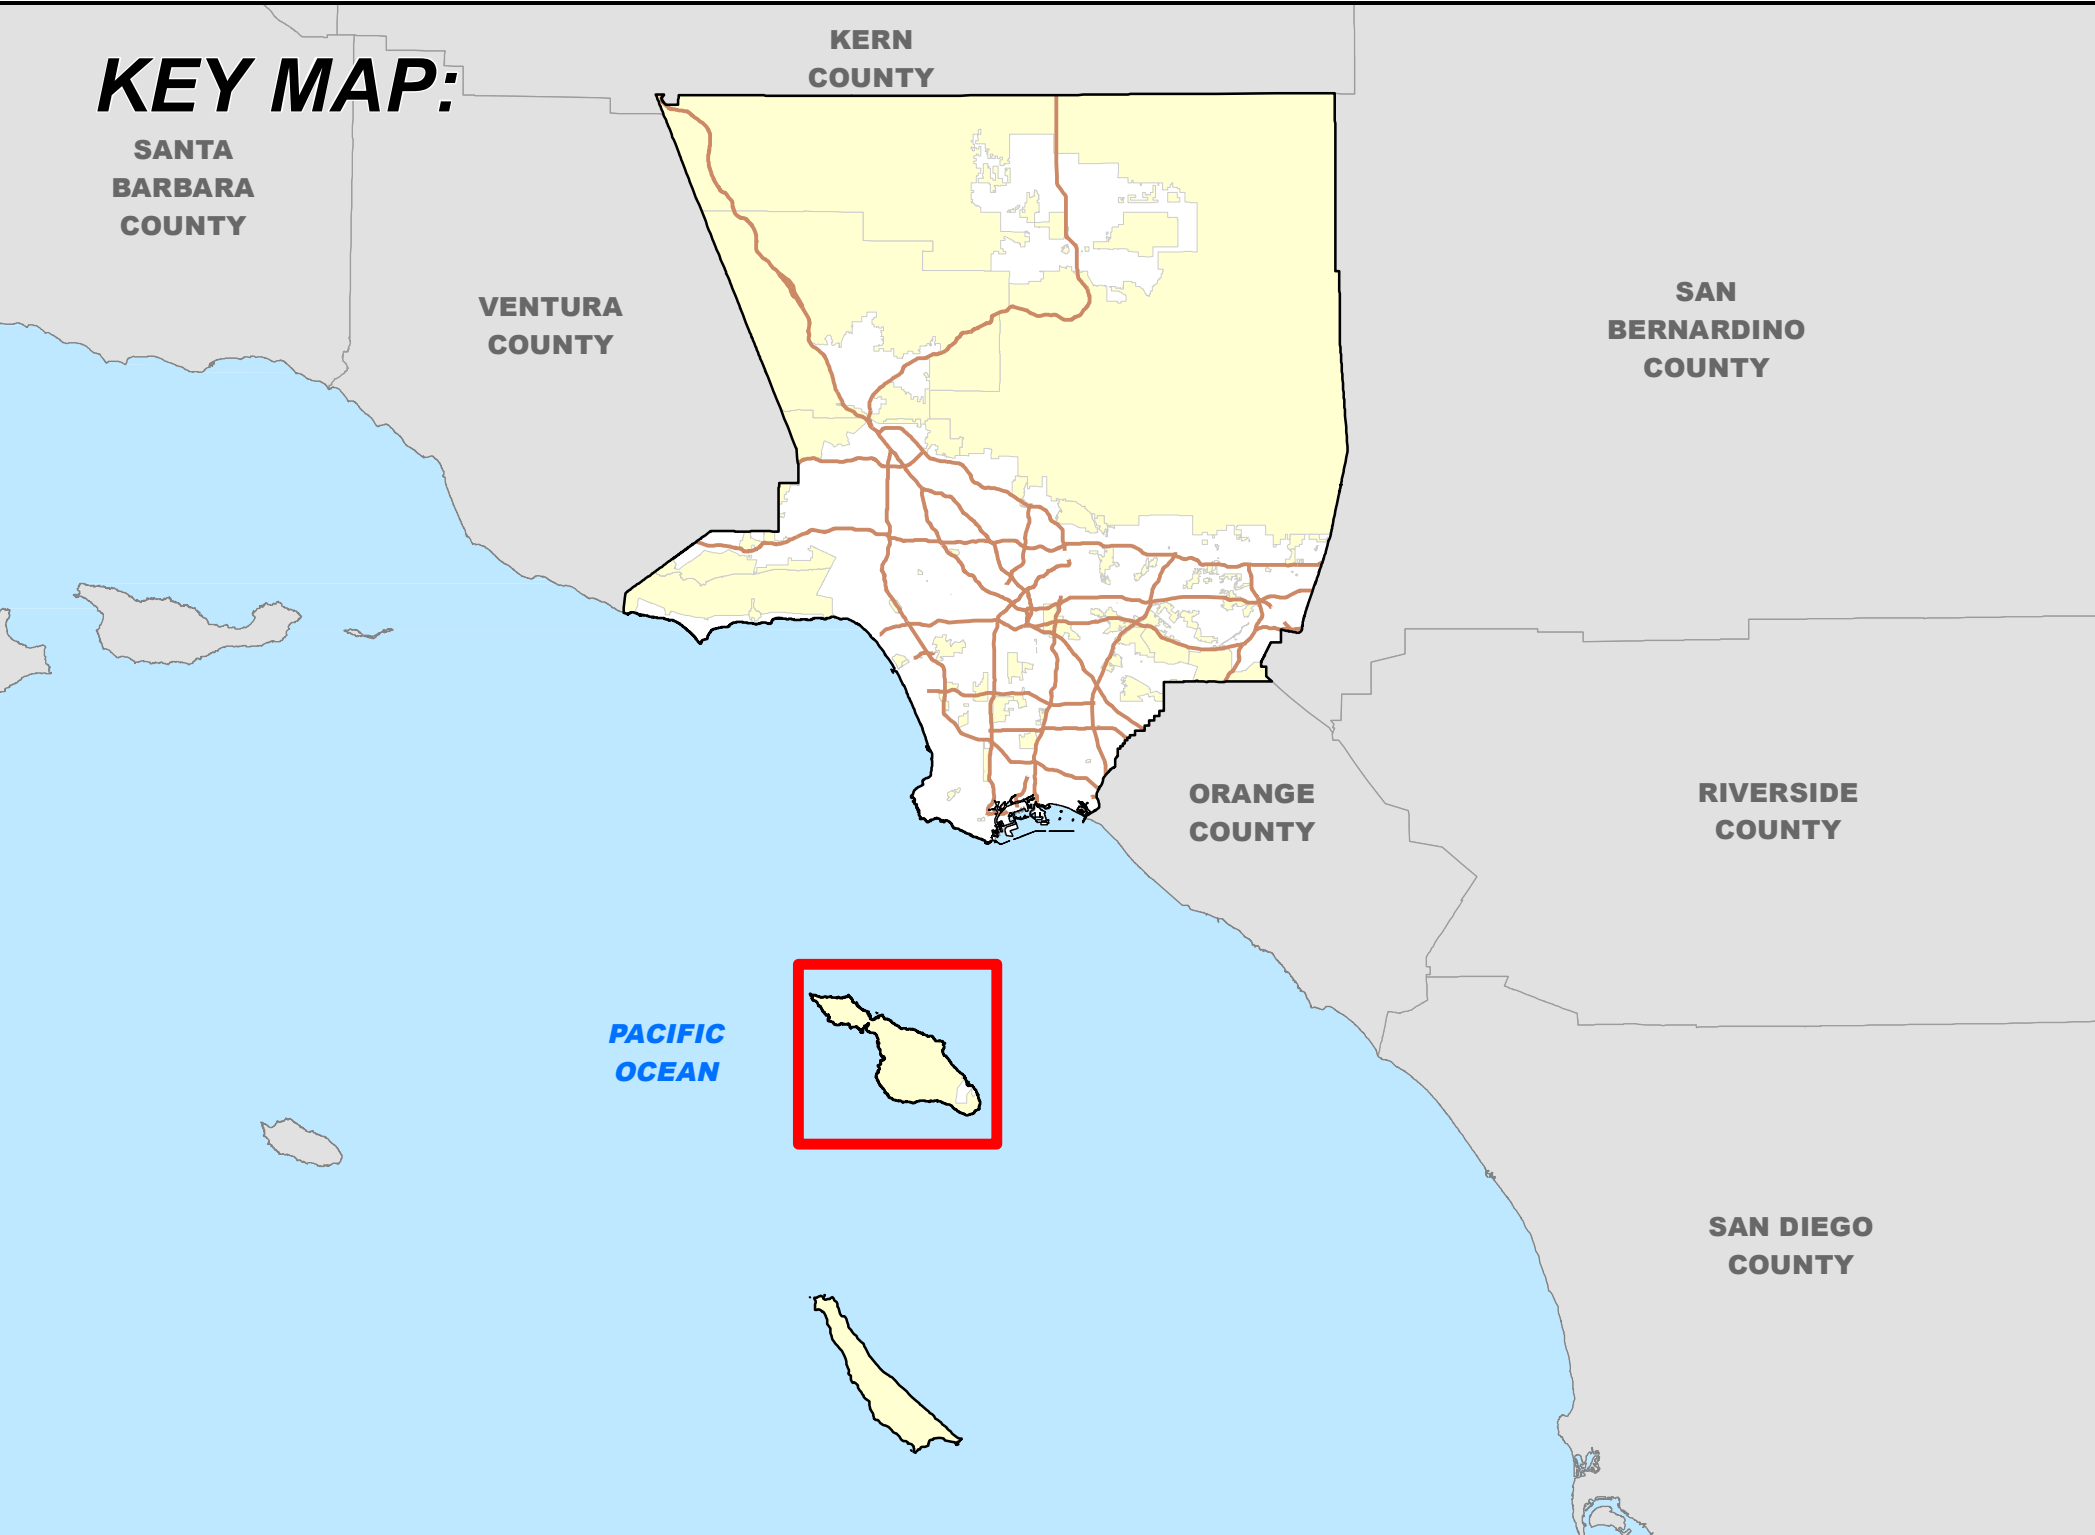 KERN
COUNTY
KEY MAP:
SANTA
BARBARA
COUNTY
VENTURA
COUNTY
SAN
BERNARDINO
COUNTY
ORANGE
COUNTY
RIVERSIDE
COUNTY
PACIFIC
OCEAN
SAN DIEGO
COUNTY